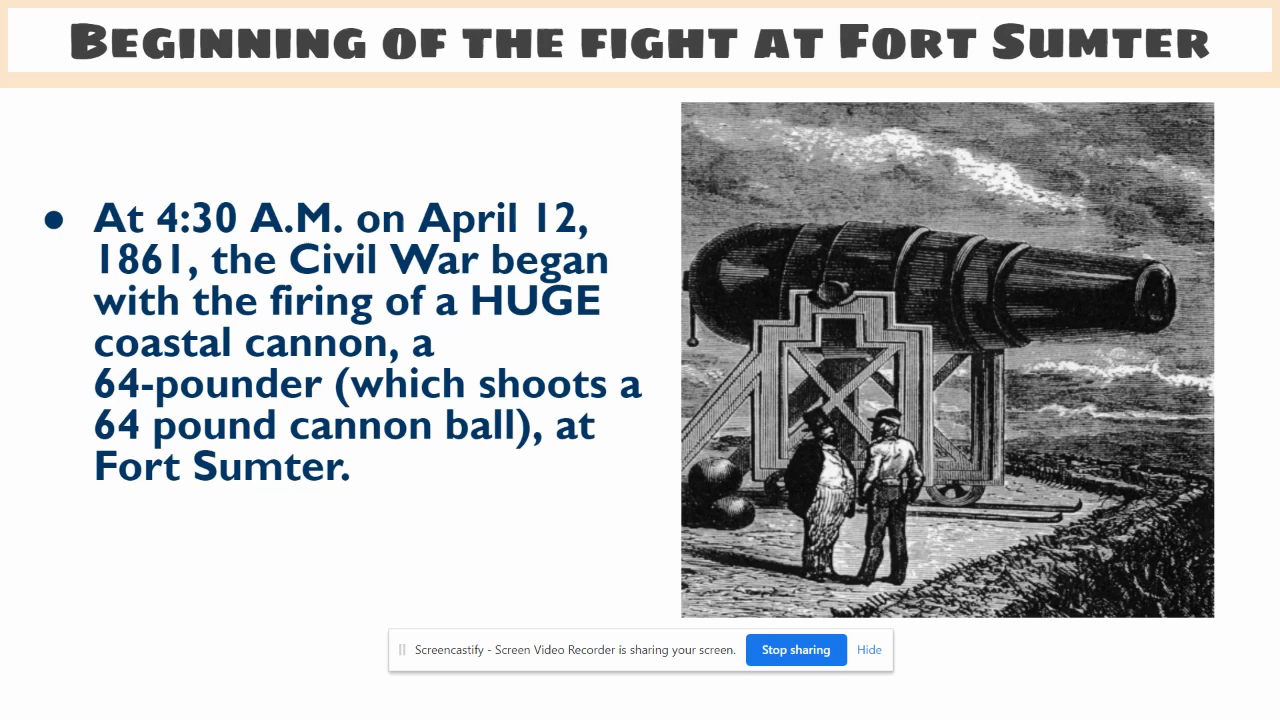 Beginning of the fight at Fort Sumter
● At 4:30 A.M. on April 12,
1861, the Civil War began
with the firing of a HUGE
coastal cannon, a
64-pounder (which shoots a
64 pound cannon ball), at
Fort Sumter.
Screencastify - Screen Video Recorder is sharing your screen. Stop sharing Hide